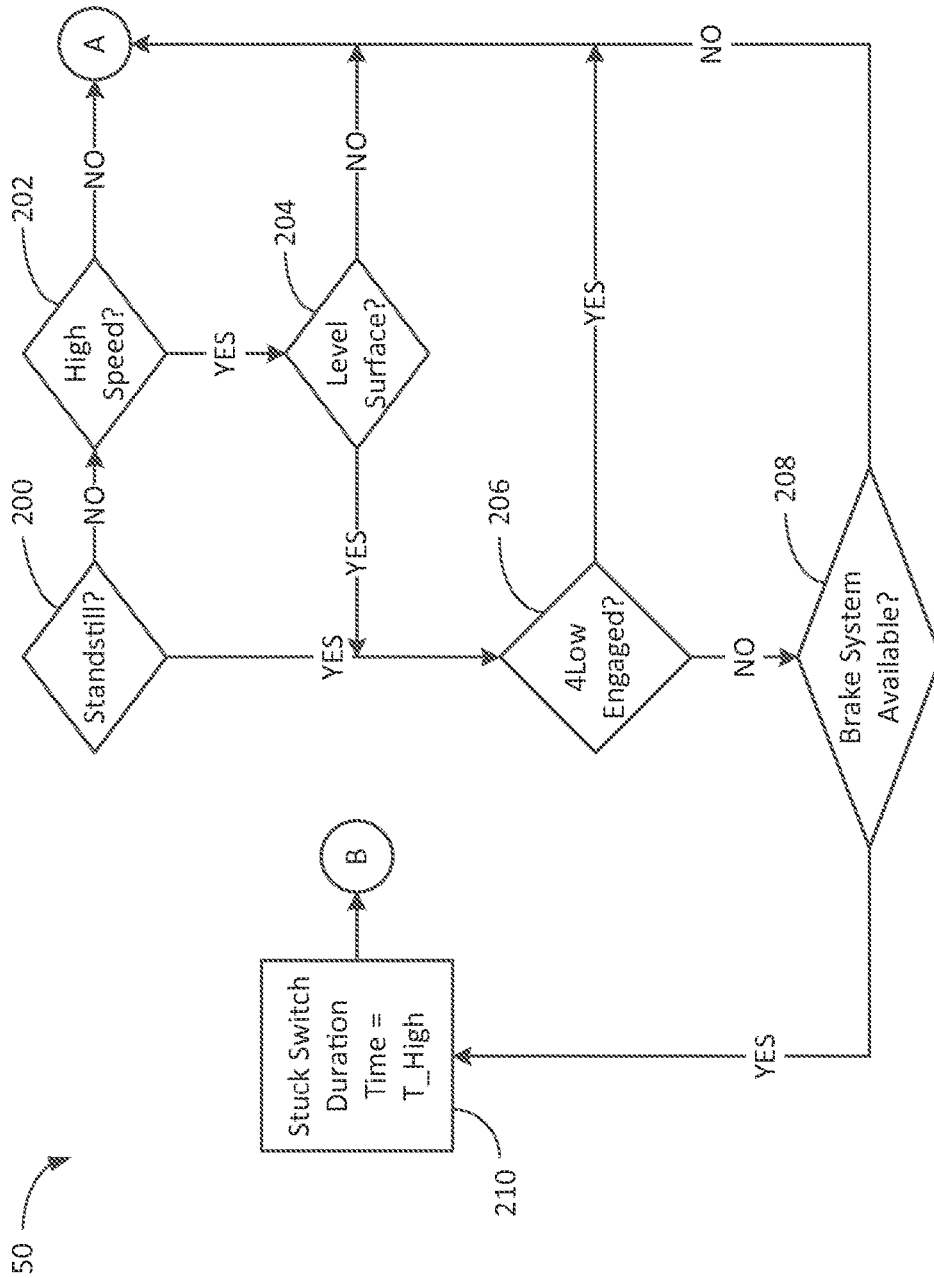 50
Standstill?
200
NO
High
Speed?
202
NO
A
YES
YES
Level
Surface?
204
NO
YES
Stuck Switch
Duration
Time =
T_High
210
B
4Low
Engaged?
206
YES
NO
Brake System
Available?
208
YES
NO